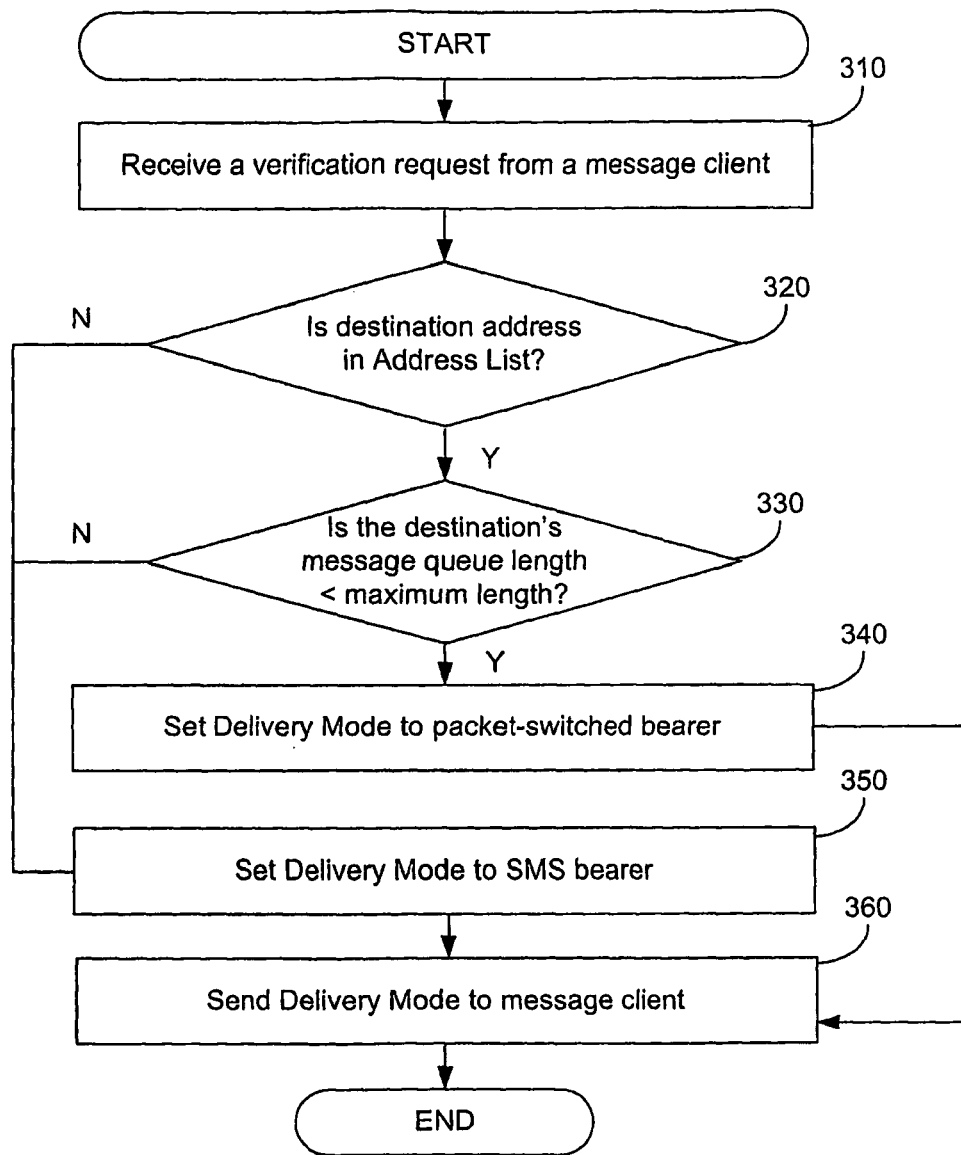 START
310
Receive a verification request from a message client
320
N
Is destination address
in Address List?
Y
330
N
Is the destination's
message queue length
< maximum length?
Y
340
Set Delivery Mode to packet-switched bearer
350
Set Delivery Mode to SMS bearer
360
Send Delivery Mode to message client
END